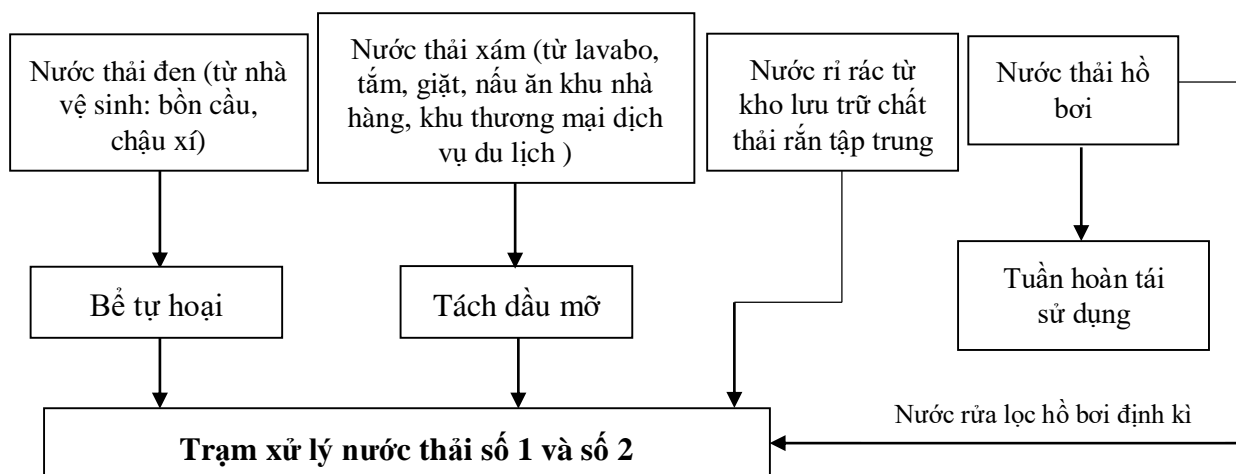 Nước thải đen (từ nhà
vệ sinh: bồn cầu,
chậu xí)
Nước thải xám (từ lavabo,
tắm, giặt, nấu ăn khu nhà
hàng, khu thương mại dịch
vụ du lịch )
Nước rỉ rác từ
kho lưu trữ chất
thải rắn tập trung
Nước thải hồ
bơi
Bể tự hoại
Tách dầu mỡ
Tuần hoàn tái
sử dụng
Nước rửa lọc hồ bơi định kì
Trạm xử lý nước thải số 1 và số 2